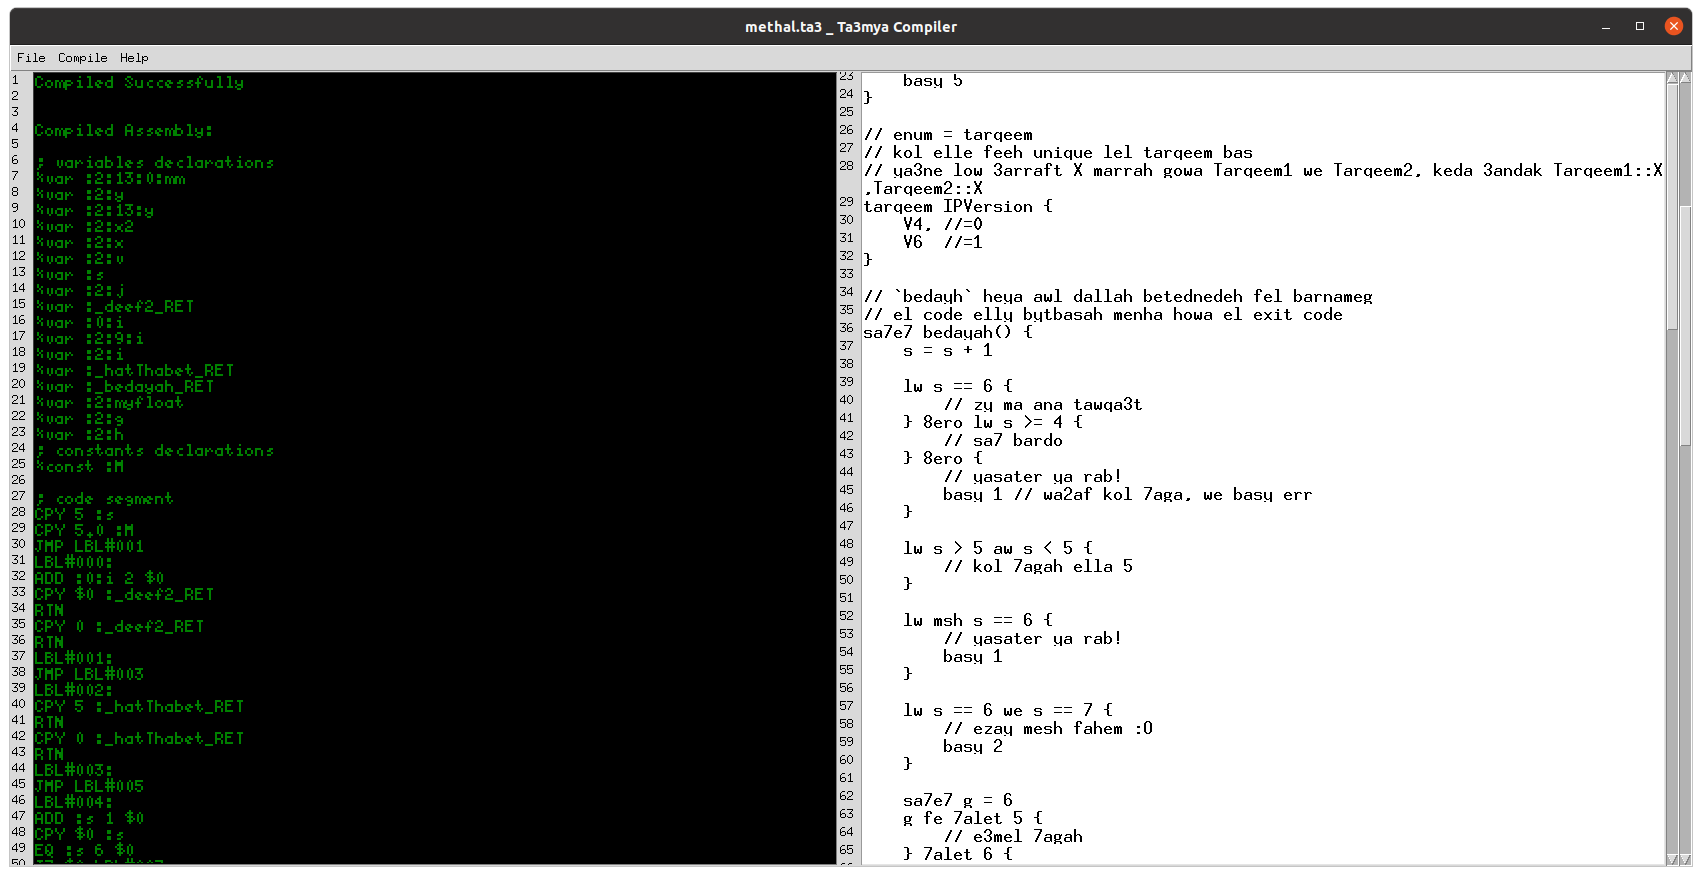 methal.ta3 _ Ta3mya Compiler
File Compile Help
1 Compiled Successfully
2
3
4 Compiled Assembly:
5
6 ; variables declarations
7 %var :2:13:0:mm
8 %var :2:y
9 %var :2:13:y
10 %var :2:x2
11 %var :2:x
12 %var :2:v
13 %var :s
14 %var :2:j
15 %var :_deef2_RET
16 %var :0:i
17 %var :2:9:i
18 %var :2:i
19 %var :_hatThabet_RET
20 %var :_bedayah_RET
21 %var :2:myfloat
22 %var :2:g
23 %var :2:h
24 ; constants declarations
25 %const :M
26
27 ; code segment
28 CPY 5 :s
29 CPY 5.0 :M
30 JMP LBL#001
31 LBL#000:
32 ADD :0:i 2 $0
33 CPY $0 :_deef2_RET
34 RTN
35 CPY 0 :_deef2_RET
36 RTN
37 LBL#001:
38 JMP LBL#003
39 LBL#002:
40 CPY 5 :_hatThabet_RET
41 RTN
42 CPY 0 :_hatThabet_RET
43 RTN
44 LBL#003:
45 JMP LBL#005
46 LBL#004:
47 ADD :s 1 $0
48 CPY $0 :s
49 EQ :s 6 $0
50
23 basy 5
24 }
25
26 // enum = tarqeem
27 // kol elle feeh unique lel tarqeem bas
28 // ya3ne low 3arraft X marrah gowa Tarqeem1 we Tarqeem2, keda 3andak Tarqeem1::X
,Tarqeem2::X
29 tarqeem IPVersion {
30 V4, //=0
31 V6 //=1
32 }
33
34 // `bedayh` heya awl dallah betednedeh fel barnameg
35 // el code elly bytbasah menha howa el exit code
36 sa7e7 bedayah() {
37 s = s + 1
38
39 lw s == 6 {
40 // zy ma ana tawqa3t
41 } 8ero lw s >= 4 {
42 // sa7 bardo
43 } 8ero {
44 // yasater ya rab!
45 basy 1 // wa2af kol 7aga, we basy err
46 }
47
48 lw s > 5 aw s < 5 {
49 // kol 7agah ella 5
50 }
51
52 lw msh s == 6 {
53 // yasater ya rab!
54 basy 1
55 }
56
57 lw s == 6 we s == 7 {
58 // ezay mesh fahem :O
59 basy 2
60 }
61
62 sa7e7 g = 6
63 g fe 7alet 5 {
64 // e3mel 7agah
65 } 7alet 6 {